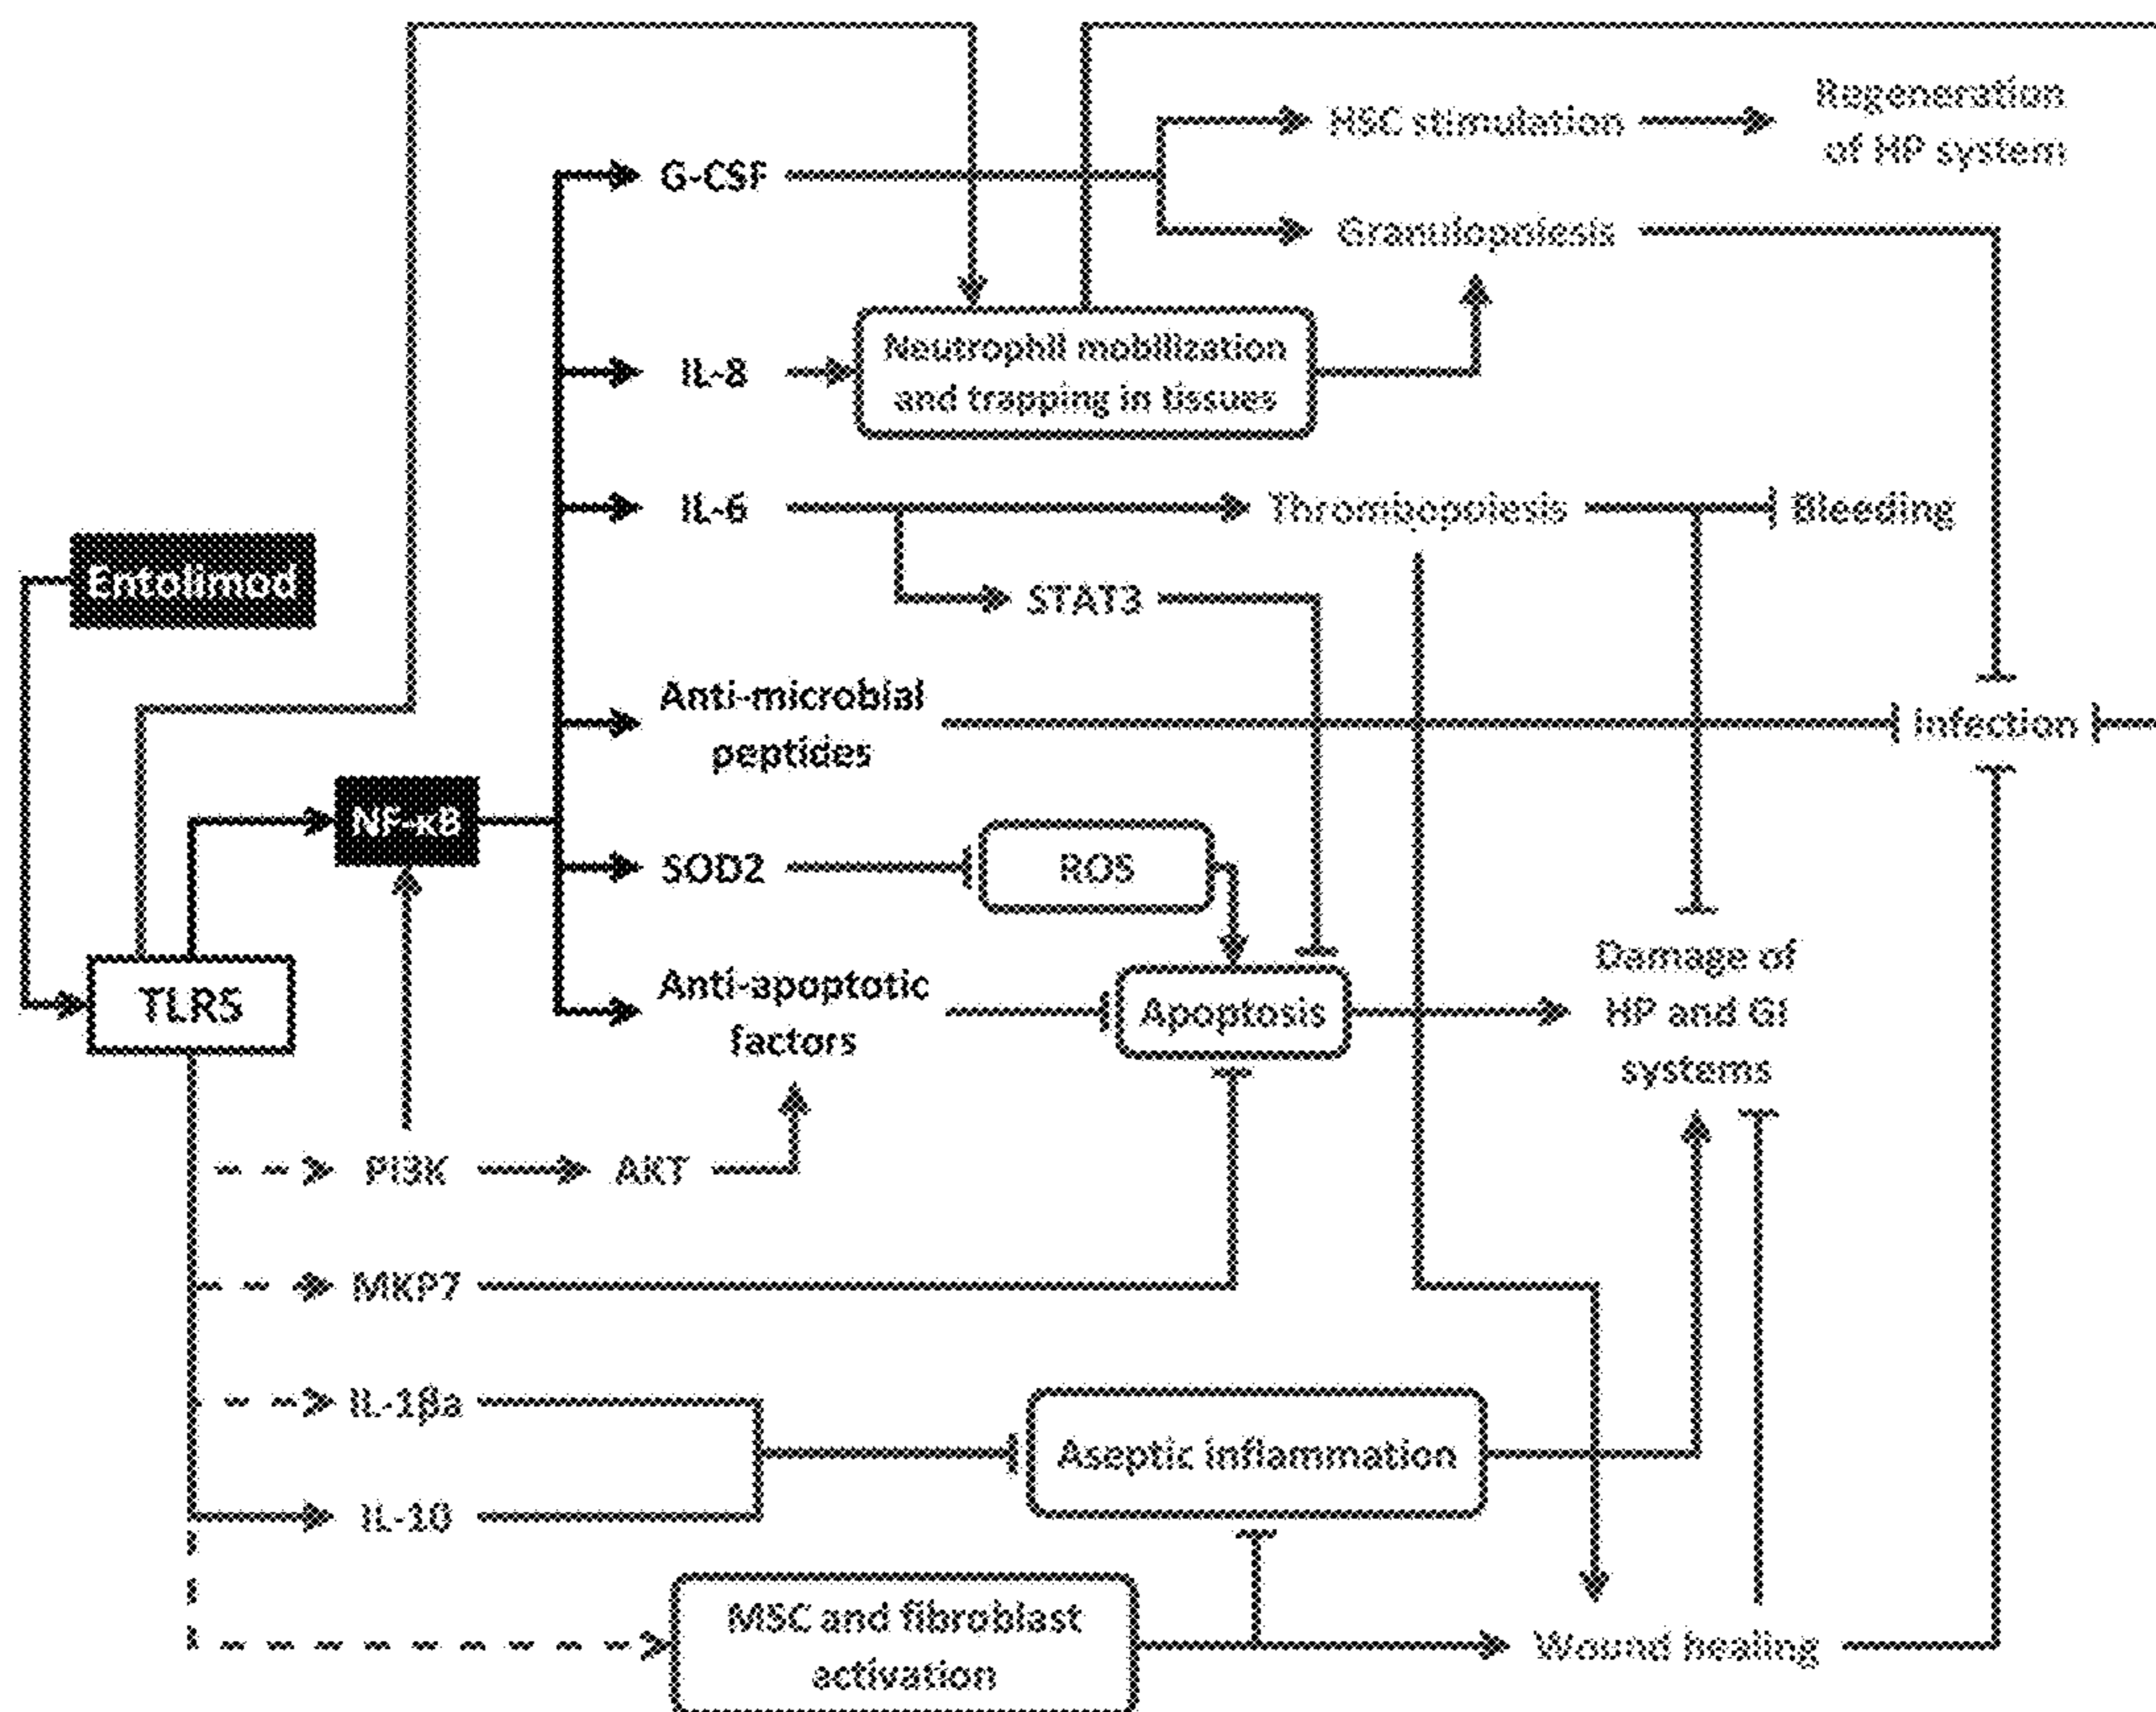 Regeneration
of HP system
HSC stimulation
G-CSF
Granulopoiesis
Neutrophil mobilization
and trapping in tissues
IL-8
IL-6
Thrombopoiesis
Bleeding
Entolimod
STAT3
Anti-microbial
peptides
Infection
NF-κB
SOD2
ROS
TLR5
Anti-apoptotic
factors
Apoptosis
Damage of
HP and GI
systems
PI3K
AKT
MKP7
IL-1βa
Aseptic inflammation
IL-10
MSC and fibroblast
activation
Wound healing